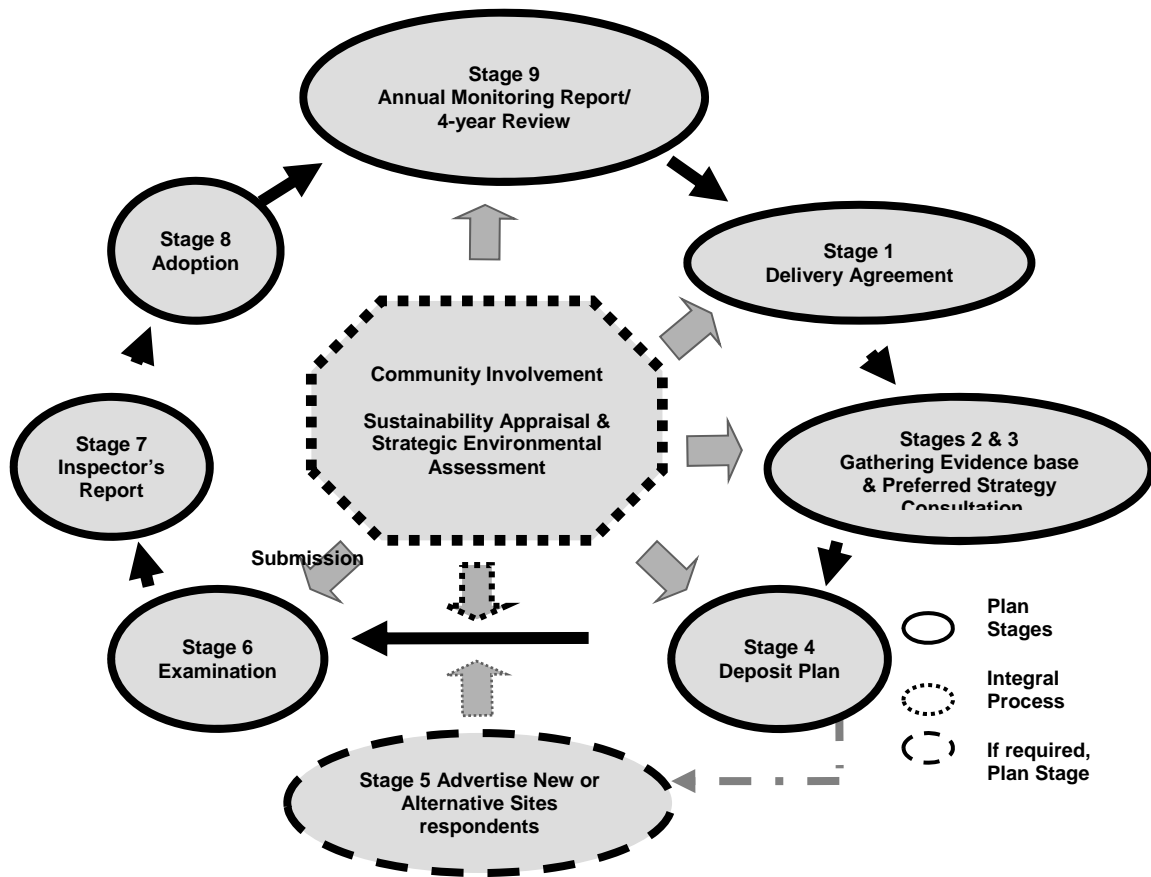 Stage 9
Annual Monitoring Report/
4-year Review
Stage 8
Adoption
Stage 1
Delivery Agreement
Community Involvement
Sustainability Appraisal &
Strategic Environmental
Assessment
Stage 7
Inspector's
Report
Stages 2 & 3
Gathering Evidence base
& Preferred Strategy
Consultation
Submission
Stage 6
Examination
Stage 4
Deposit Plan
Plan
Stages
Integral
Process
If required,
Plan Stage
Stage 5 Advertise New or
Alternative Sites
respondents